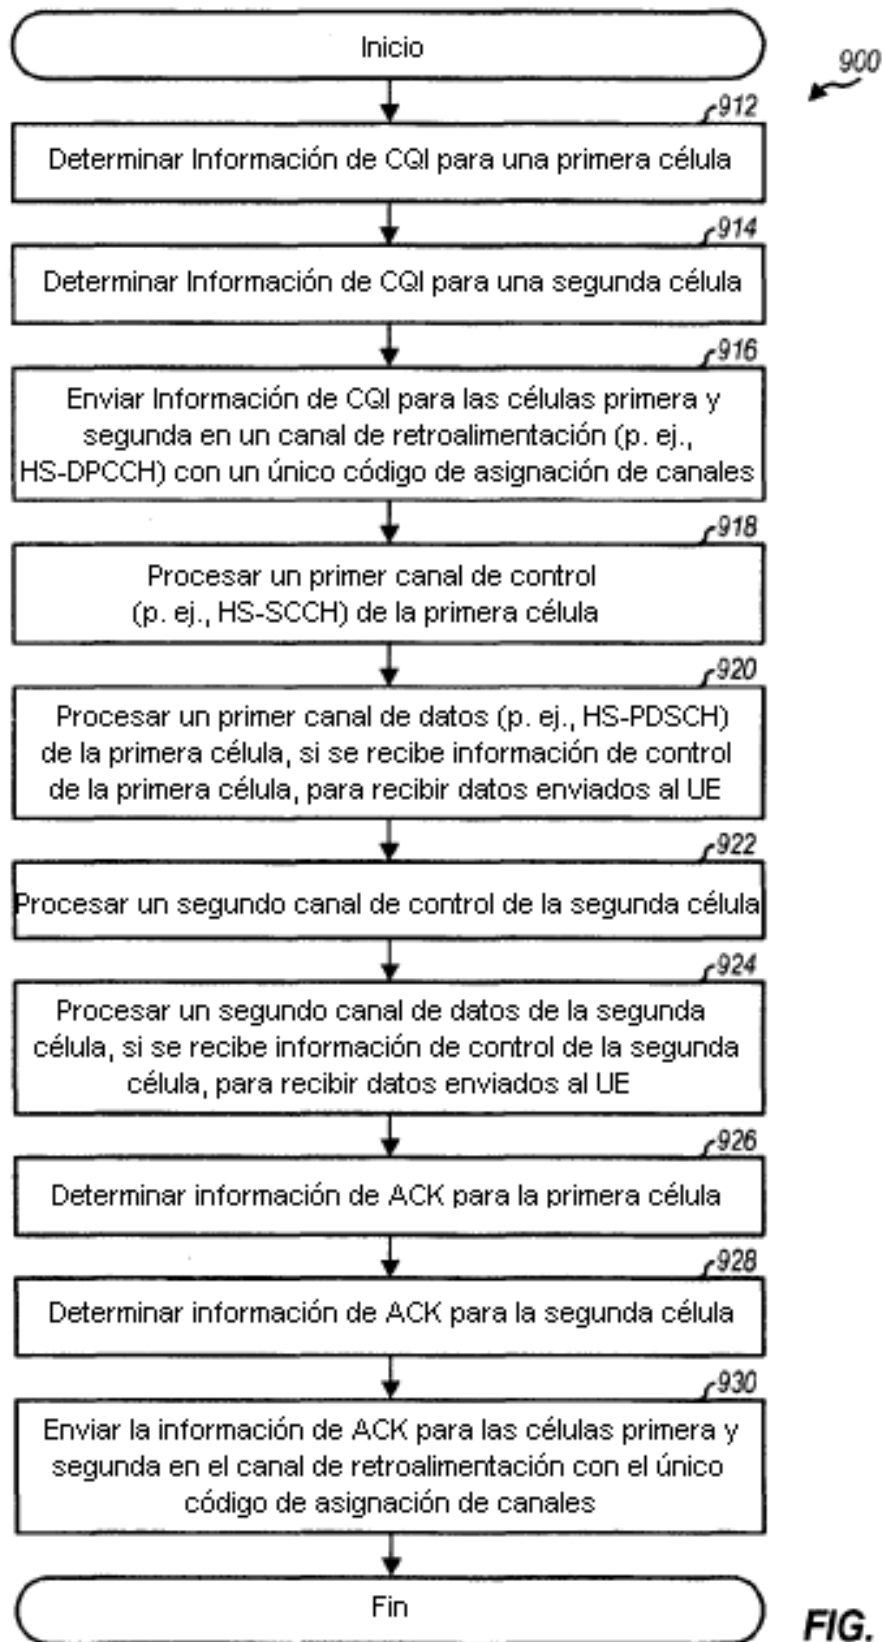 Inicio
900
912
Determinar Información de CQI para una primera célula
914
Determinar Información de CQI para una segunda célula
916
Enviar Información de CQI para las células primera y
segunda en un canal de retroalimentación (p. ej.,
HS-DPCCH) con un único código de asignación de canales
918
Procesar un primer canal de control
(p. ej., HS-SCCH) de la primera célula
920
Procesar un primer canal de datos (p. ej., HS-PDSCH)
de la primera célula, si se recibe información de control
de la primera célula, para recibir datos enviados al UE
922
Procesar un segundo canal de control de la segunda célula
924
Procesar un segundo canal de datos de la segunda
célula, si se recibe información de control de la segunda
célula, para recibir datos enviados al UE
926
Determinar información de ACK para la primera célula
928
Determinar información de ACK para la segunda célula
930
Enviar la información de ACK para las células primera y
segunda en el canal de retroalimentación con el único
código de asignación de canales
Fin
FIG.